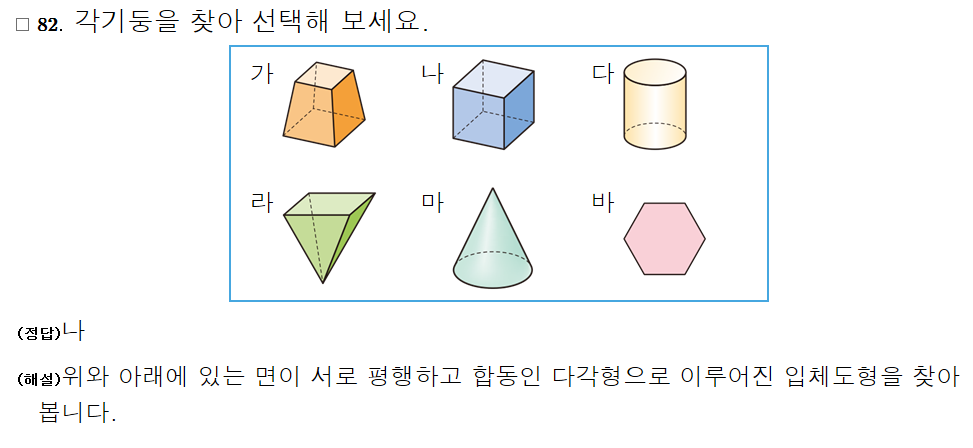 □ 82. 각기둥을 찾아 선택해 보세요.
가 나 다
라 마 바
(정답)나
(해설)위와 아래에 있는 면이 서로 평행하고 합동인 다각형으로 이루어진 입체도형을 찾아
봅니다.